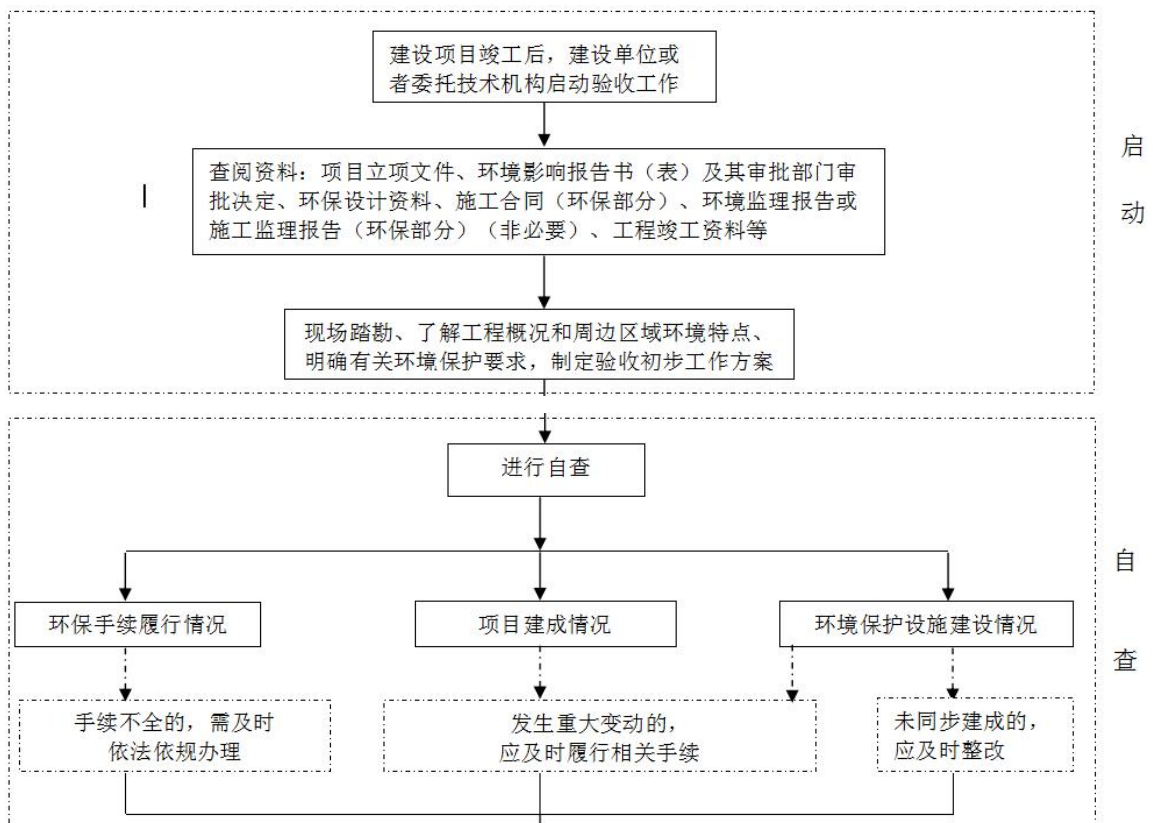 建设项目竣工后，建设单位或
者委托技术机构启动验收工作
查阅资料：项目立项文件、环境影响报告书（表）及其审批部门审
批决定、环保设计资料、施工合同（环保部分）、环境监理报告或
施工监理报告（环保部分）（非必要）、工程竣工资料等
现场踏勘、了解工程概况和周边区域环境特点、
明确有关环境保护要求，制定验收初步工作方案
启
动
进行自查
环保手续履行情况
项目建成情况
环境保护设施建设情况
手续不全的，需及时
依法依规办理
发生重大变动的，
应及时履行相关手续
未同步建成的，
应及时整改
自
查